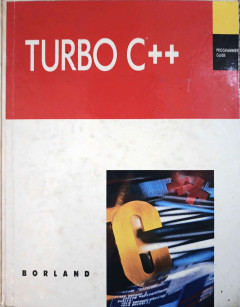 TURBO C++
PROGRAMMER'S
GUIDE
BORLAND